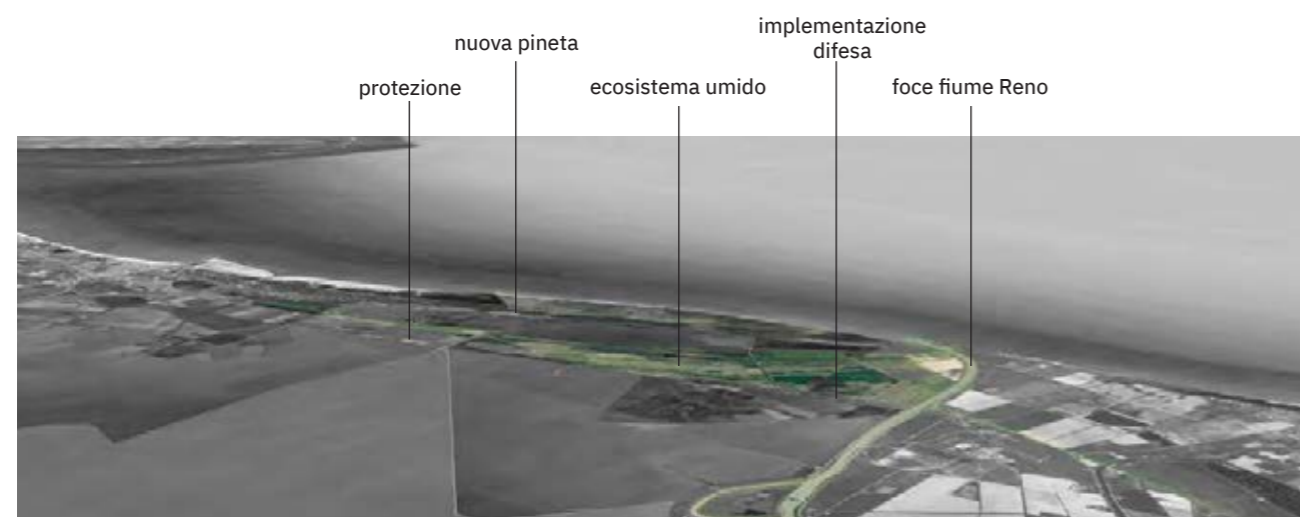 protezione
nuova pineta
ecosistema umido
implementazione
difesa
foce fiume Reno